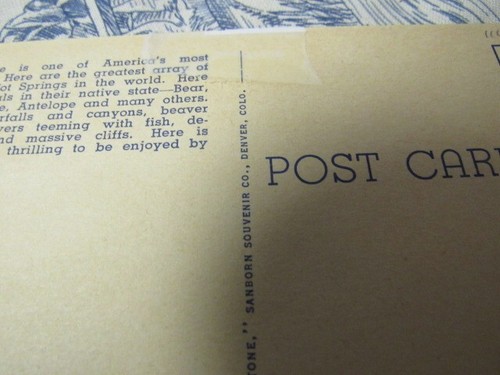 e is one of America's most
Here are the greatest array of
ot Springs in the world. Here
ls in their native state—Bear,
e, Antelope and many others.
rfalls and canyons, beaver
vers teeming with fish, de-
nd massive cliffs. Here is
thrilling to be enjoyed by
TONE," SANBORN SOUVENIR CO., DENVER, COLO.
POST CAR